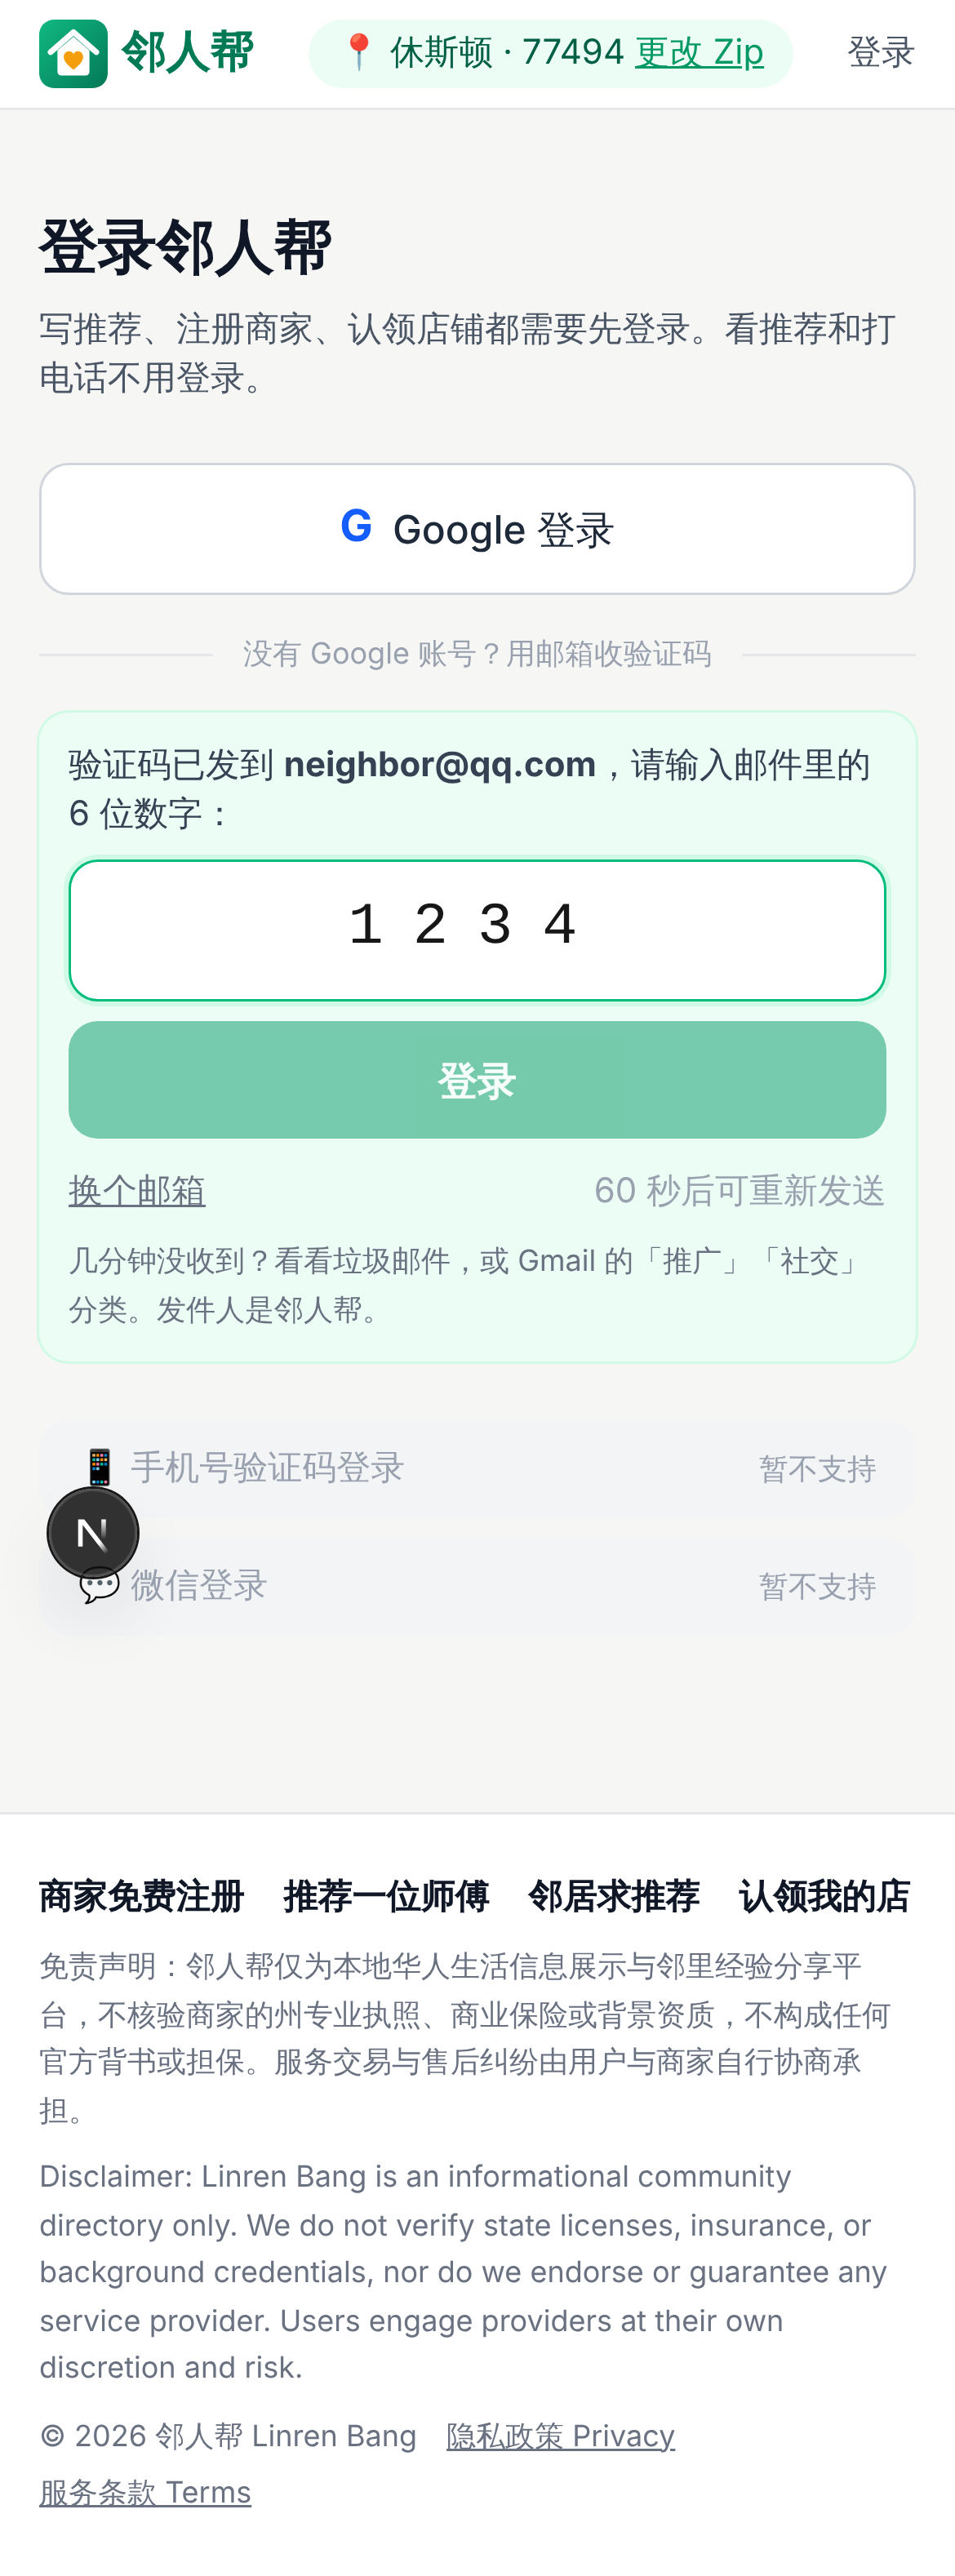 邻人帮
📍 休斯顿 · 77494 更改 Zip
登录
登录邻人帮
写推荐、注册商家、认领店铺都需要先登录。看推荐和打
电话不用登录。
G Google 登录
没有 Google 账号？用邮箱收验证码
验证码已发到 neighbor@qq.com，请输入邮件里的
6 位数字：
1 2 3 4
登录
换个邮箱
60 秒后可重新发送
几分钟没收到？看看垃圾邮件，或 Gmail 的「推广」「社交」
分类。发件人是邻人帮。
📱 手机号验证码登录
暂不支持
N
💬 微信登录
暂不支持
商家免费注册 推荐一位师傅 邻居求推荐 认领我的店
免责声明：邻人帮仅为本地华人生活信息展示与邻里经验分享平
台，不核验商家的州专业执照、商业保险或背景资质，不构成任何
官方背书或担保。服务交易与售后纠纷由用户与商家自行协商承
担。
Disclaimer: Linren Bang is an informational community
directory only. We do not verify state licenses, insurance, or
background credentials, nor do we endorse or guarantee any
service provider. Users engage providers at their own
discretion and risk.
© 2026 邻人帮 Linren Bang 隐私政策 Privacy
服务条款 Terms